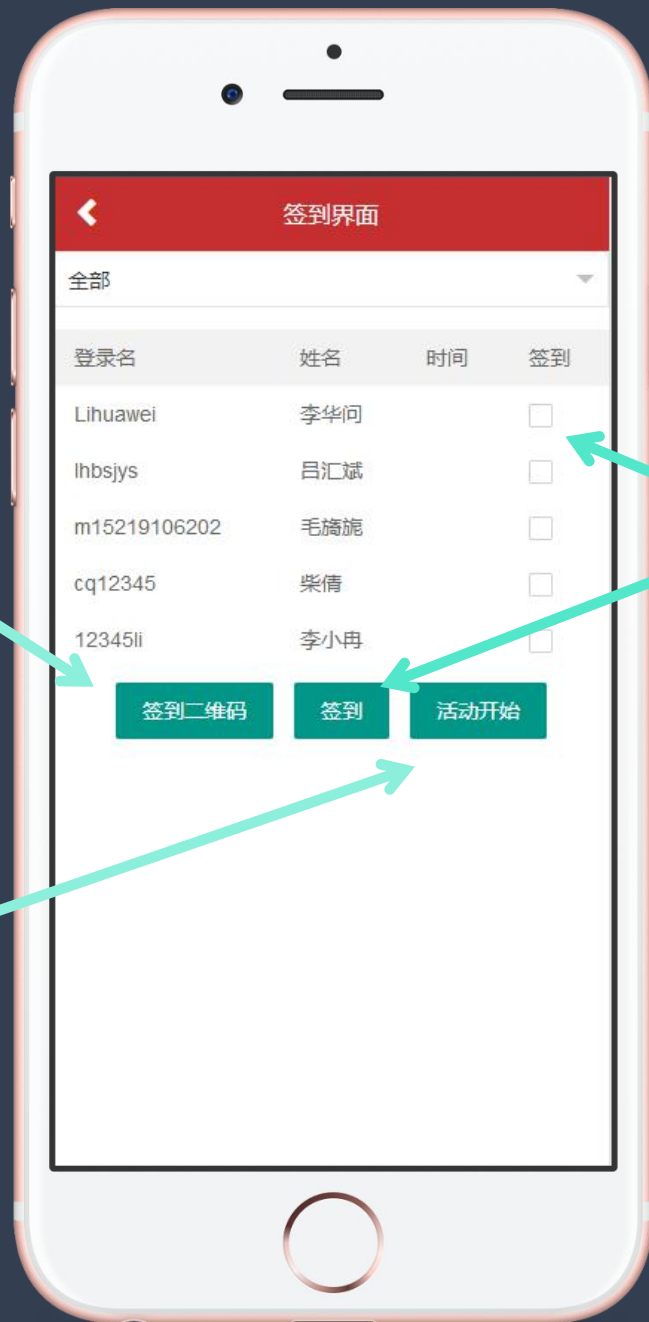 签到界面
全部
登录名 姓名 时间 签到
Lihuawei 李华问
lhbsjys 吕汇斌
m15219106202 毛旖旎
cq12345 柴倩
12345li 李小冉
签到二维码 签到 活动开始